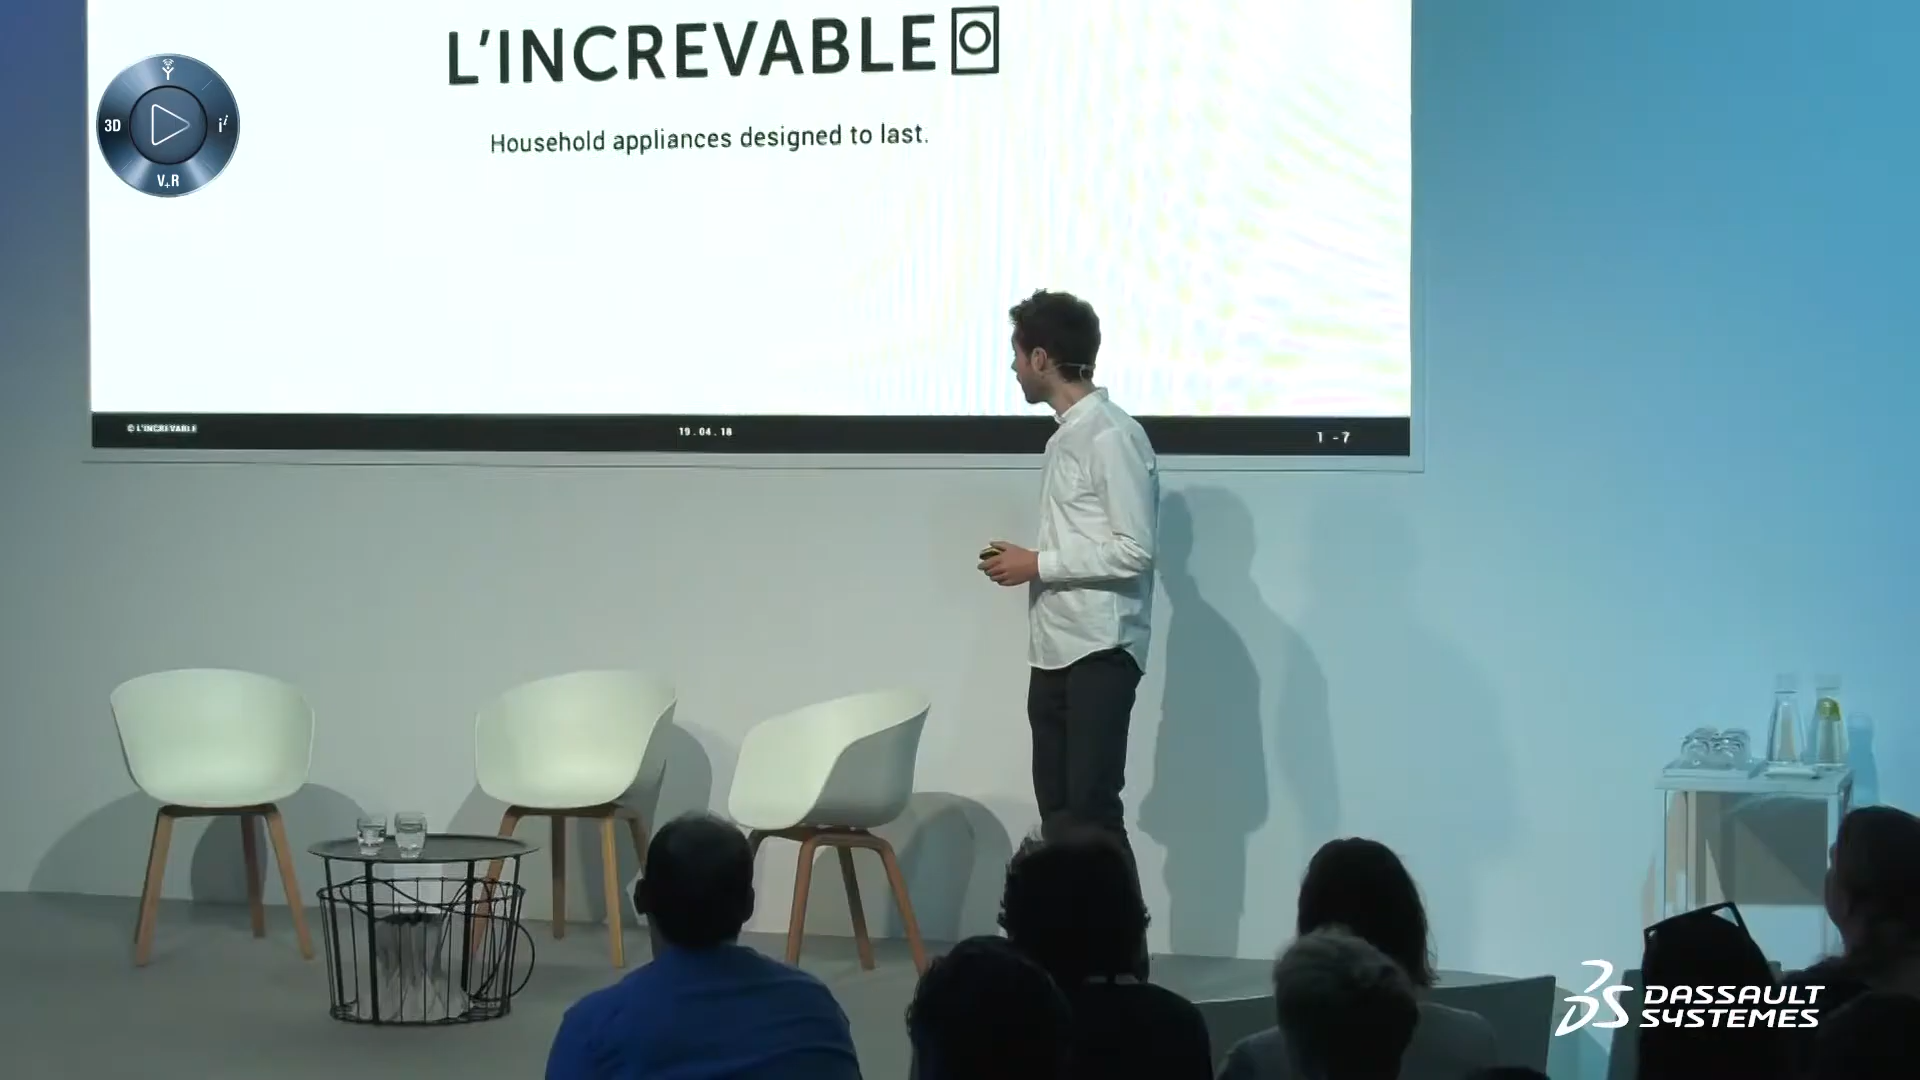 L'INCREVABLE
Household appliances designed to last.
3D
i
V+R
© L'INCREVABLE
19.04.18
1 - 7
DASSAULT
SYSTEMES